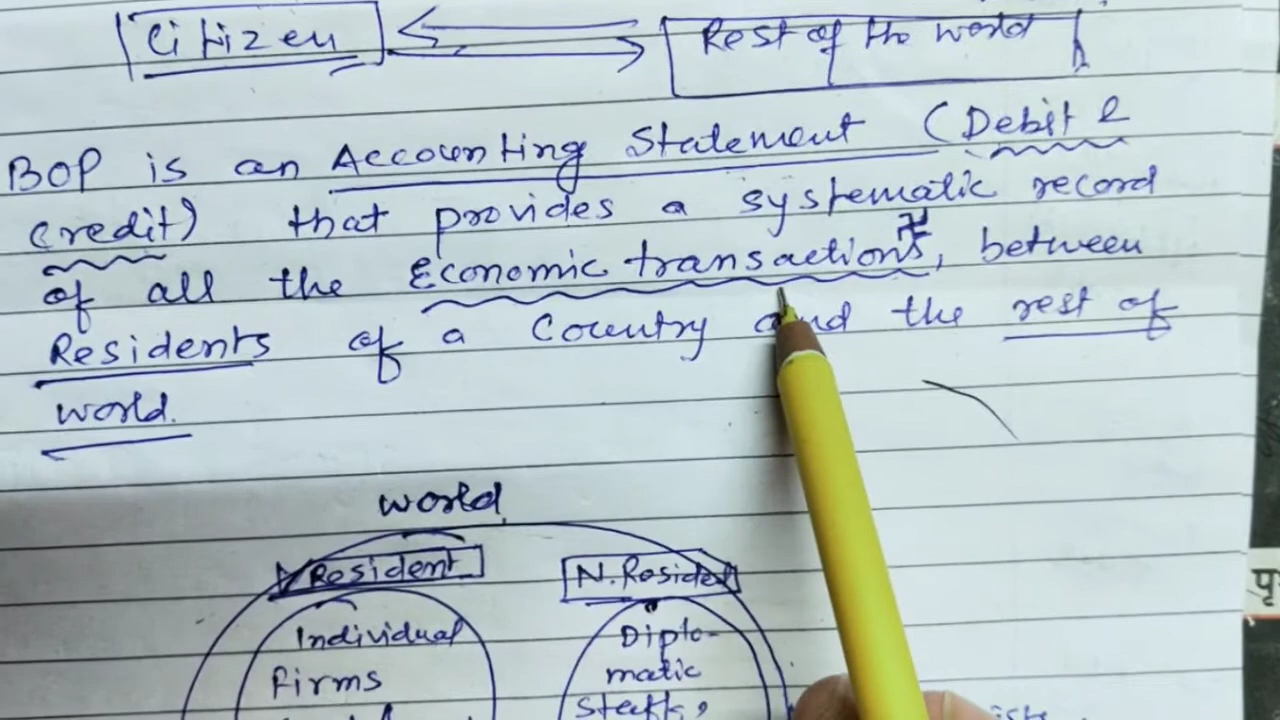 Citizen
Rest of the world
BOP is an Accounting Statement (Debit &
Credit) that provides a systematic record
of all the Economic transactions, between
Residents of a Country and the rest of
world.
world
Resident
N. Resident
Individual
Firms
Diplo-
matic
Staffs,
पृ